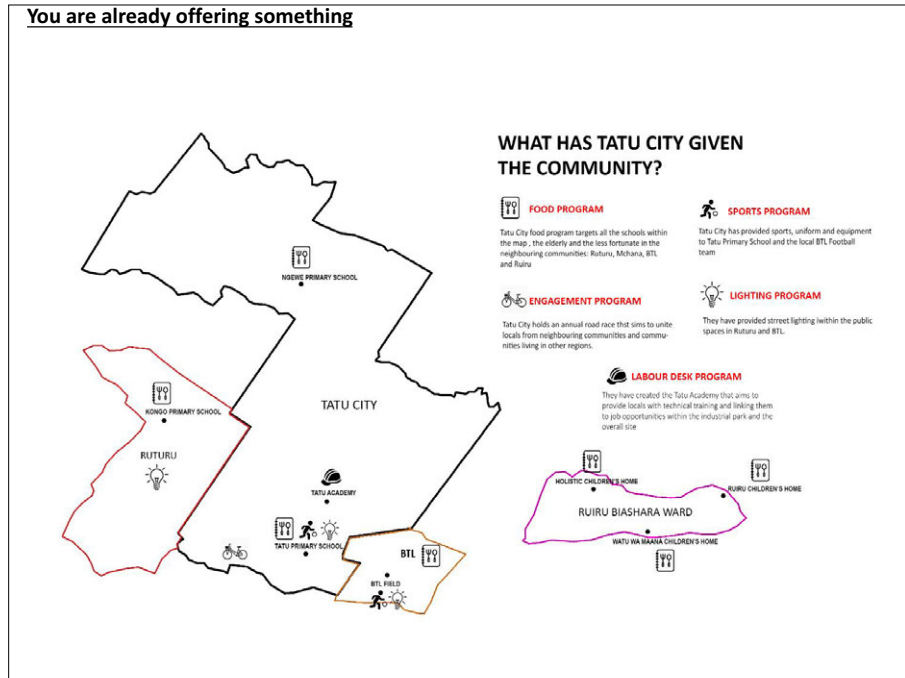 You are already offering something
WHAT HAS TATU CITY GIVEN
THE COMMUNITY?
FOOD PROGRAM
Tatu City food program targets all the schools within
the map , the elderly and the less fortunate in the
neighbouring communities: Ruturu, Mchana, BTL
and Ruiru
SPORTS PROGRAM
Tatu City has provided sports, uniform and equipment
to Tatu Primary School and the local BTL Football
team
ENGAGEMENT PROGRAM
Tatu City holds an annual road race thst sims to unite
locals from neighbouring communities and commu-
nities living in other regions.
LIGHTING PROGRAM
They have provided strreet lighting iwithin the public
spaces in Ruturu and BTL.
LABOUR DESK PROGRAM
They have created the Tatu Academy that aims to
provide locals with technical training and linking them
to job opportunities within the industrial park and the
overall site
NGEWE PRIMARY SCHOOL
KONGO PRIMARY SCHOOL
RUTURU
TATU CITY
TATU ACADEMY
TATU PRIMARY SCHOOL
BTL
BTL FIELD
HOLISTIC CHILDREN'S HOME
RUIRU CHILDREN'S HOME
RUIRU BIASHARA WARD
WATU WA MAANA CHILDREN'S HOME